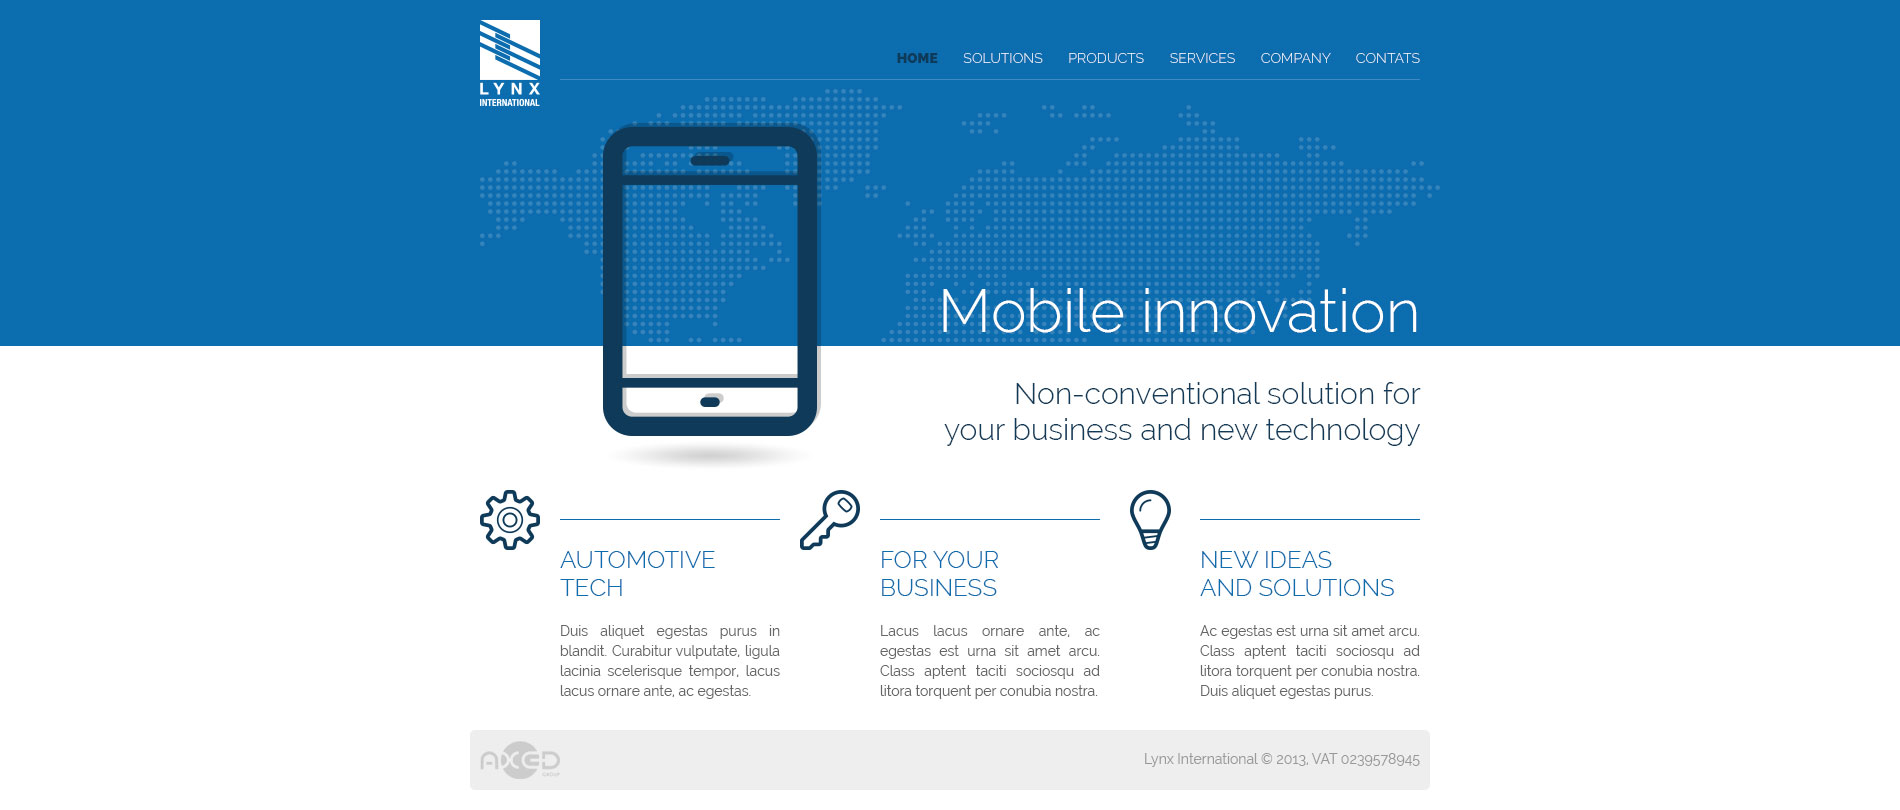 LYNX
INTERNATIONAL
HOME SOLUTIONS PRODUCTS SERVICES COMPANY CONTATS
Mobile innovation
Non-conventional solution for
your business and new technology
AUTOMOTIVE
TECH
Duis aliquet egestas purus in
blandit. Curabitur vulputate, ligula
lacinia scelerisque tempor, lacus
lacus ornare ante, ac egestas.
FOR YOUR
BUSINESS
Lacus lacus ornare ante, ac
egestas est urna sit amet arcu.
Class aptent taciti sociosqu ad
litora torquent per conubia nostra.
NEW IDEAS
AND SOLUTIONS
Ac egestas est urna sit amet arcu.
Class aptent taciti sociosqu ad
litora torquent per conubia nostra.
Duis aliquet egestas purus.
AXED
GROUP
Lynx International © 2013, VAT 0239578945